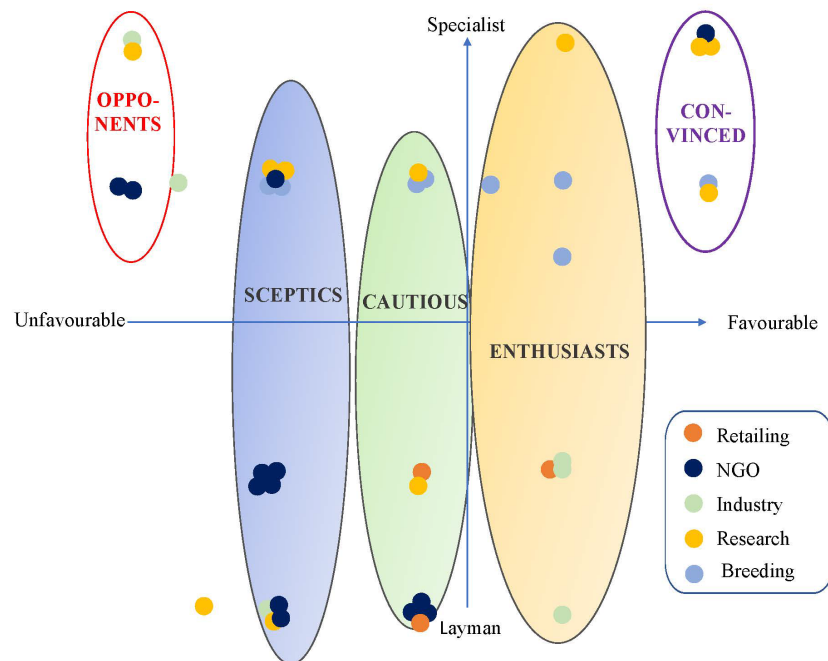 Specialist
OPPO-
NENTS
CON-
VINCED
SCEPTICS
CAUTIOUS
Unfavourable
Favourable
ENTHUSIASTS
Retailing
NGO
Industry
Research
Breeding
Layman